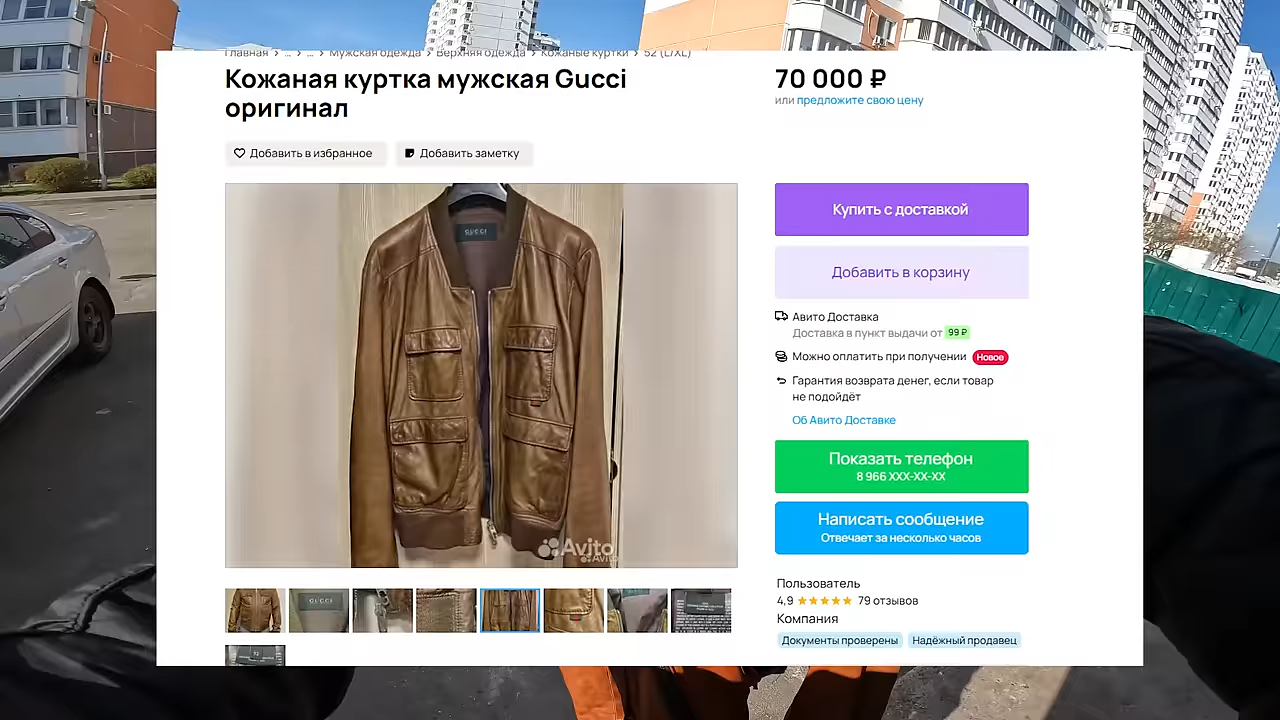 Главная > ... > ... > Мужская одежда > Верхняя одежда > Кожаные куртки > 52 (L/XL)
Кожаная куртка мужская Gucci
оригинал
Добавить в избранное
Добавить заметку
70 000 ₽
или предложите свою цену
GUCCI
Avito
Avito
GUCCI
52
Купить с доставкой
Добавить в корзину
Авито Доставка
Доставка в пункт выдачи от 99 ₽
Можно оплатить при получении Новое
Гарантия возврата денег, если товар
не подойдёт
Об Авито Доставке
Показать телефон
8 966 XXX-XX-XX
Написать сообщение
Отвечает за несколько часов
Пользователь
4,9 ★★★★★ 79 отзывов
Компания
Документы проверены
Надёжный продавец